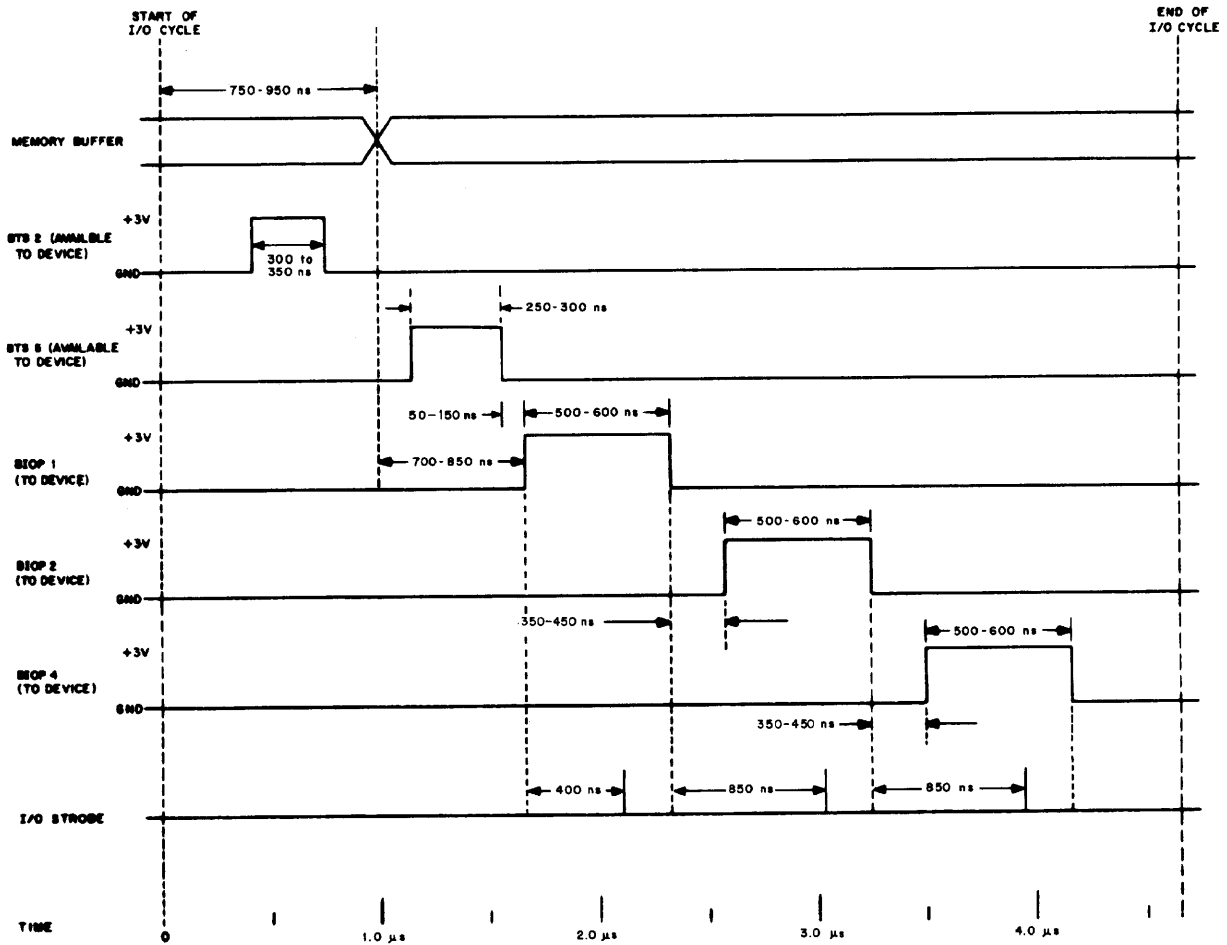 START OF
I/O CYCLE
END OF
I/O CYCLE
750-950 ns
MEMORY BUFFER
+3V
BTS 2 (AVAILBLE
TO DEVICE)
300 to
350 ns
GND
250-300 ns
+3V
BTS 5 (AVAILABLE
TO DEVICE)
GND
50-150 ns
500-600 ns
+3V
BIOP 1
(TO DEVICE)
700-850 ns
GND
500-600 ns
+3V
BIOP 2
(TO DEVICE)
GND
350-450 ns
500-600 ns
+3V
BIOP 4
(TO DEVICE)
GND
350-450 ns
400 ns
850 ns
850 ns
I/O STROBE
TIME
0
1.0 µs
2.0 µs
3.0 µs
4.0 µs